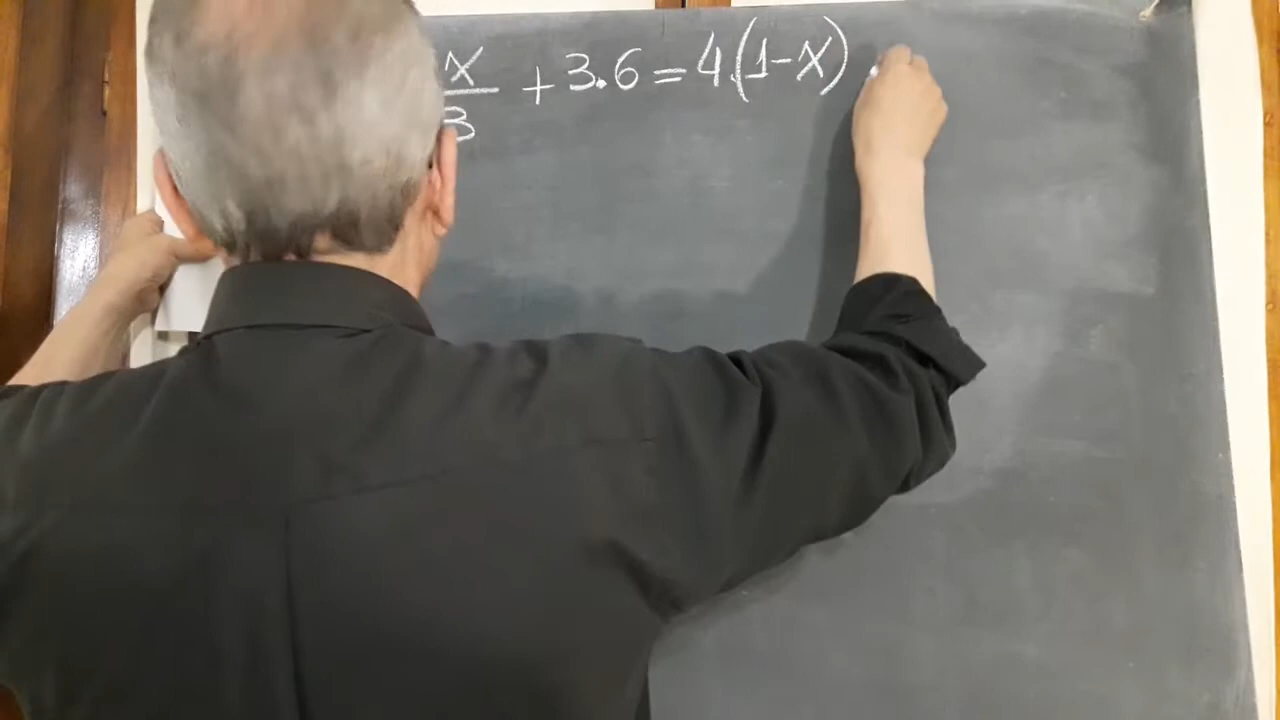 x/3 + 3.6 = 4.(1-x)